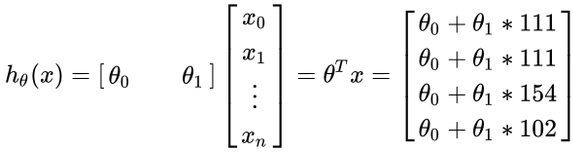 h_θ(x) = [ θ_0 θ_1 ] [ x_0 x_1 ⋮ x_n ] = θ^T x = [ θ_0 + θ_1 * 111
θ_0 + θ_1 * 111
θ_0 + θ_1 * 154
θ_0 + θ_1 * 102 ]